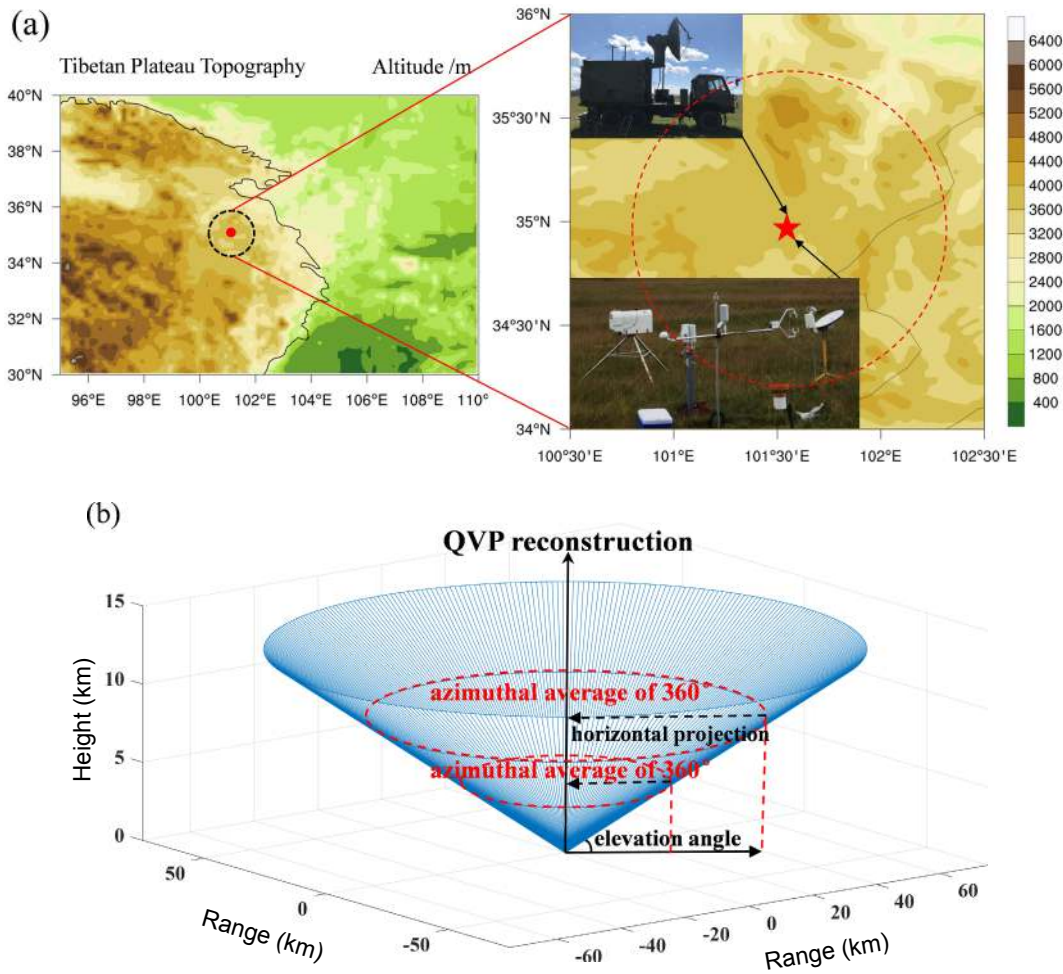 (a)
Tibetan Plateau Topography
Altitude /m
40°N
38°N
36°N
34°N
32°N
30°N
96°E
98°E
100°E
102°E
104°E
106°E
108°E
110°
36°N
35°30'N
35°N
34°30'N
34°N
100°30'E
101°E
101°30'E
102°E
102°30'E
6400
6000
5600
5200
4800
4400
4000
3600
3200
2800
2400
2000
1600
1200
800
400
(b)
QVP reconstruction
azimuthal average of 360°
horizontal projection
azimuthal average of 360°
elevation angle
15
10
5
0
Height (km)
50
0
-50
Range (km)
-60
-40
-20
0
20
40
60
Range (km)